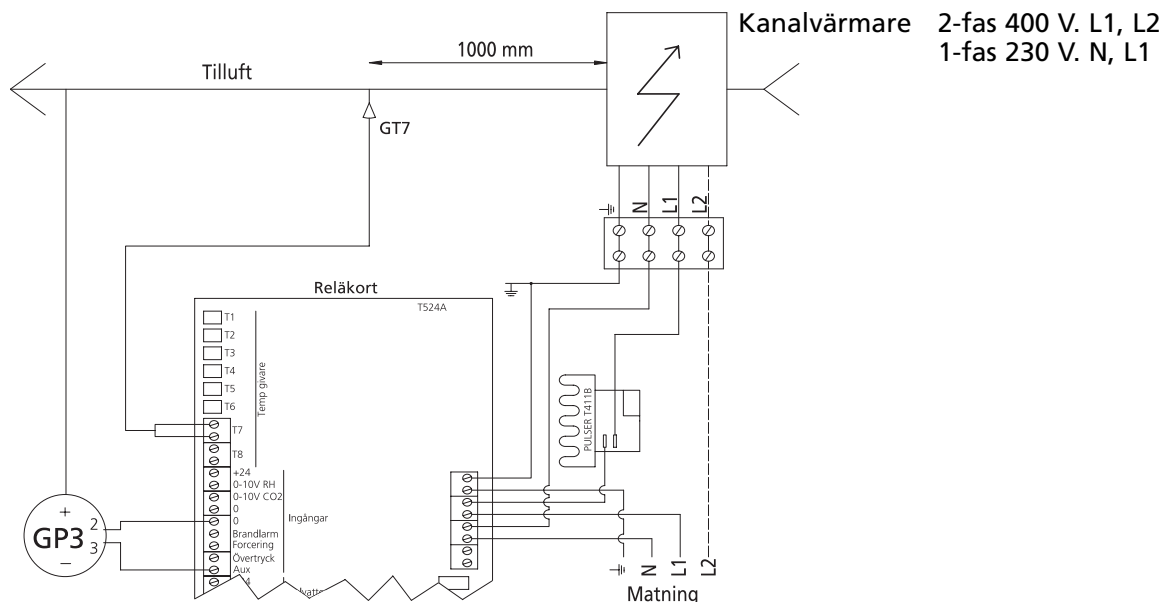 Kanalvärmare 2-fas 400 V. L1, L2
1-fas 230 V. N, L1
1000 mm
Tilluft
GT7
N
L1
L2
Reläkort
T524A
T1
T2
T3
T4
T5
T6
T7
T8
Temp givare
PULSER T411B
+24
0-10V RH
0-10V CO2
0
0
Brandlarm
Forcering
Övertryck
Aux
Ingångar
+
GP3
2
3
−
N
L1
L2
Matning